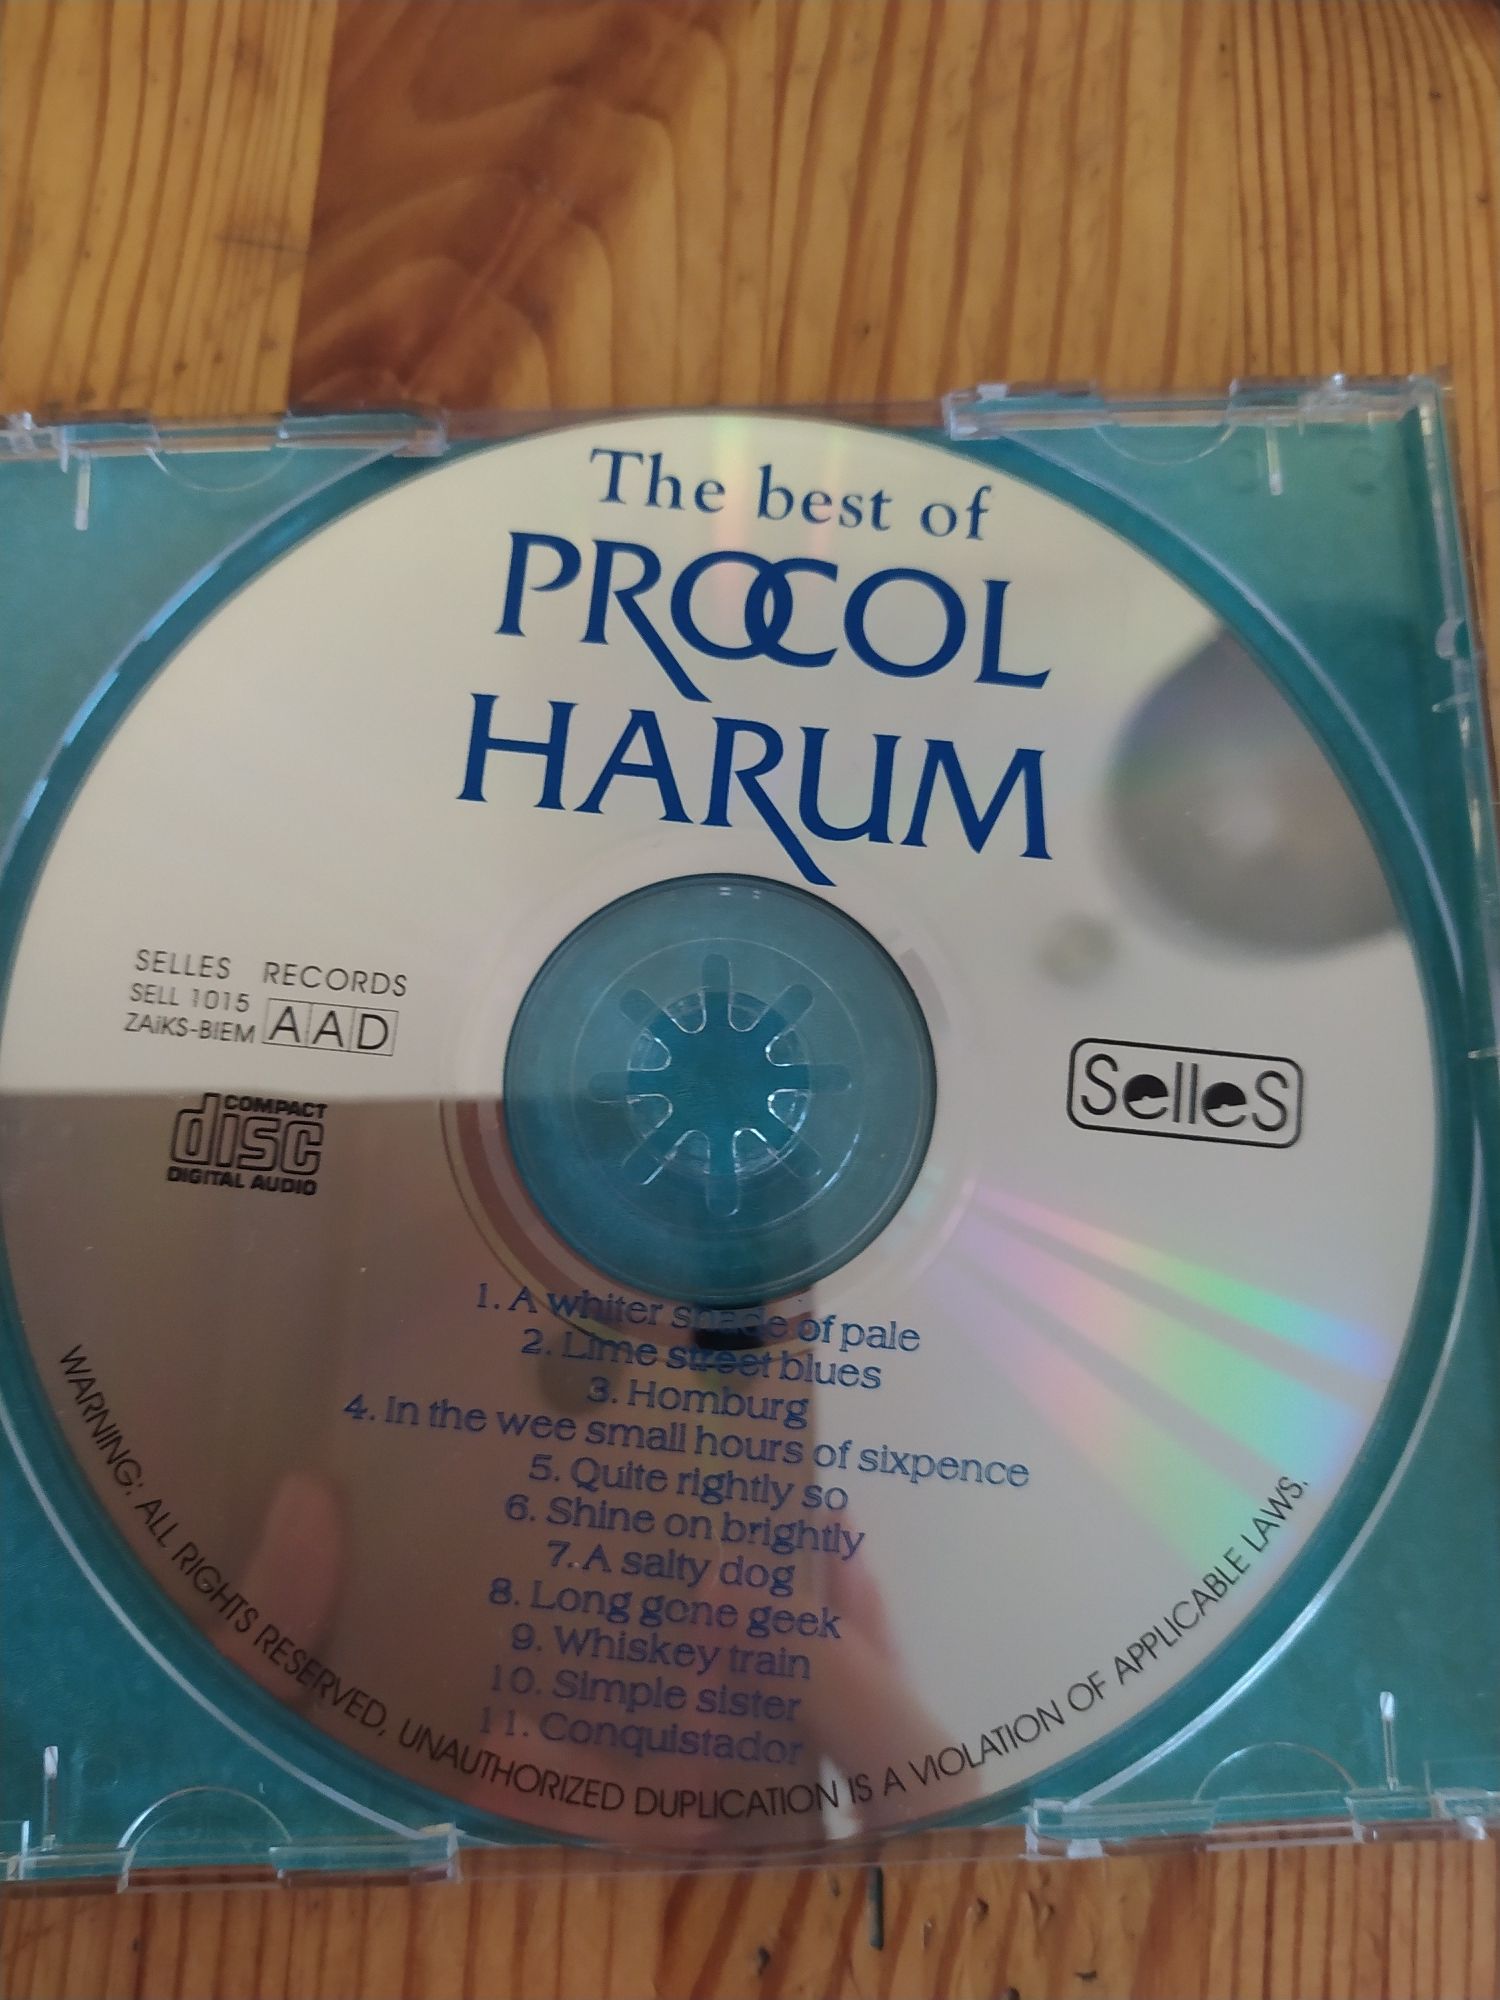 The best of
PROCOL
HARUM
SELLES RECORDS
SELL 1015
ZAiKS-BIEM AAD
COMPACT
disc
DIGITAL AUDIO
SelleS
1. A whiter shade of pale
2. Lime street blues
3. Homburg
4. In the wee small hours of sixpence
5. Quite rightly so
6. Shine on brightly
7. A salty dog
8. Long gone geek
9. Whiskey train
10. Simple sister
11. Conquistador
WARNING: ALL RIGHTS RESERVED, UNAUTHORIZED DUPLICATION IS A VIOLATION OF APPLICABLE LAWS.